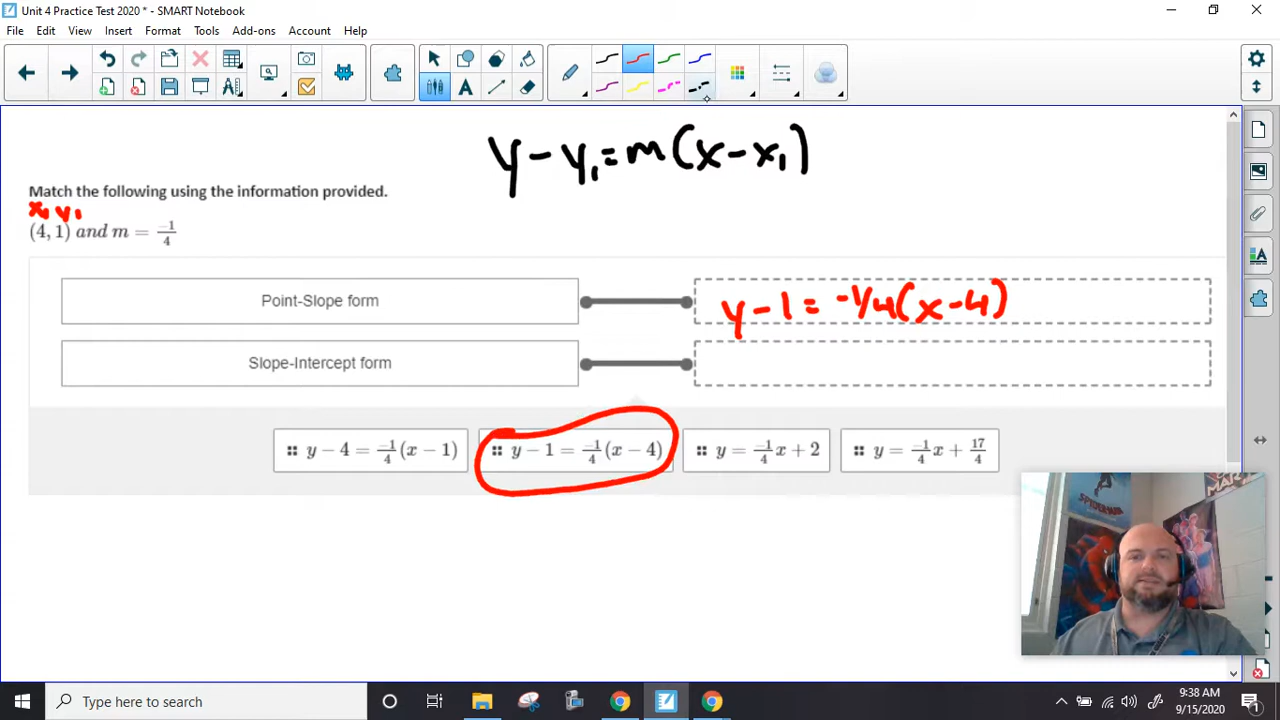 Unit 4 Practice Test 2020 * - SMART Notebook
File Edit View Insert Format Tools Add-ons Account Help
y - y₁ = m(x - x₁)
Match the following using the information provided.
x₁ y₁
(4, 1) and m = -1/4
Point-Slope form
y - 1 = -1/4(x - 4)
Slope-Intercept form
y - 4 = -1/4(x - 1) y - 1 = -1/4(x - 4) y = -1/4x + 2 y = -1/4x + 17/4
Type here to search
9:38 AM
9/15/2020
1